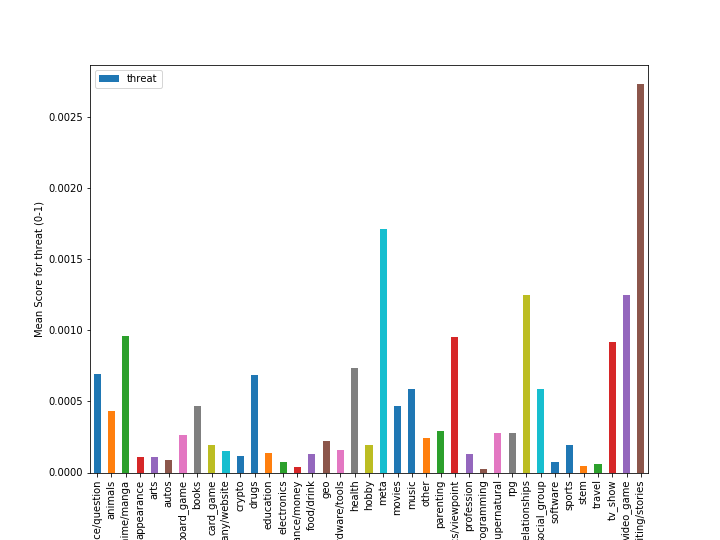 threat
Mean Score for threat (0-1)
0.0025
0.0020
0.0015
0.0010
0.0005
0.0000
ce/question
animals
ime/manga
appearance
arts
autos
board_game
books
card_game
any/website
crypto
drugs
education
electronics
ance/money
food/drink
geo
dware/tools
health
hobby
meta
movies
music
other
parenting
s/viewpoint
profession
ogramming
upernatural
rpg
elationships
ocial_group
software
sports
stem
travel
tv_show
video_game
iting/stories